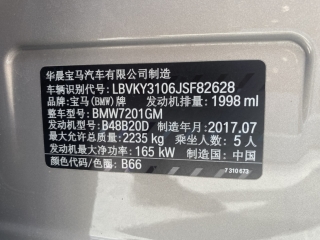 华晨宝马汽车有限公司制造
车辆识别代号: LBVKY3106JSF82628
品牌: 宝马(BMW)牌 发动机排量: 1998 ml
整车型号: BMW7201GM
发动机型号: B48B20D 制造年月: 2017.07
最大允许总质量: 2235 kg 乘坐人数: 5 人
发动机最大净功率: 165 kW 制造国: 中国
颜色代码/色圖: B66
7 310 673